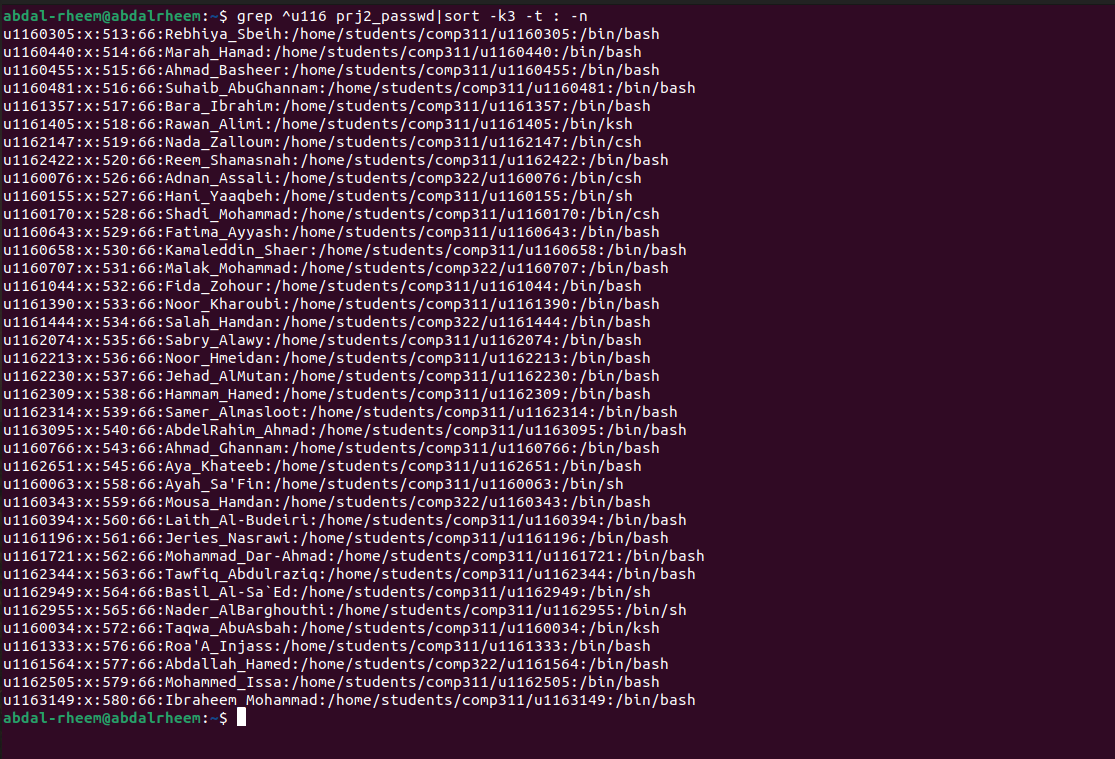 abdal-rheem@abdalrheem:~$ grep ^u116 prj2_passwd|sort -k3 -t : -n
u1160305:x:513:66:Rebhiya_Sbeih:/home/students/comp311/u1160305:/bin/bash
u1160440:x:514:66:Marah_Hamad:/home/students/comp311/u1160440:/bin/bash
u1160455:x:515:66:Ahmad_Basheer:/home/students/comp311/u1160455:/bin/bash
u1160481:x:516:66:Suhaib_AbuGhannam:/home/students/comp311/u1160481:/bin/bash
u1161357:x:517:66:Bara_Ibrahim:/home/students/comp311/u1161357:/bin/bash
u1161405:x:518:66:Rawan_Alimi:/home/students/comp311/u1161405:/bin/ksh
u1162147:x:519:66:Nada_Zalloum:/home/students/comp311/u1162147:/bin/csh
u1162422:x:520:66:Reem_Shamasnah:/home/students/comp311/u1162422:/bin/bash
u1160076:x:526:66:Adnan_Assali:/home/students/comp322/u1160076:/bin/csh
u1160155:x:527:66:Hani_Yaaqbeh:/home/students/comp311/u1160155:/bin/sh
u1160170:x:528:66:Shadi_Mohammad:/home/students/comp311/u1160170:/bin/csh
u1160643:x:529:66:Fatima_Ayyash:/home/students/comp311/u1160643:/bin/bash
u1160658:x:530:66:Kamaleddin_Shaer:/home/students/comp311/u1160658:/bin/bash
u1160707:x:531:66:Malak_Mohammad:/home/students/comp322/u1160707:/bin/bash
u1161044:x:532:66:Fida_Zohour:/home/students/comp311/u1161044:/bin/bash
u1161390:x:533:66:Noor_Kharoubi:/home/students/comp311/u1161390:/bin/bash
u1161444:x:534:66:Salah_Hamdan:/home/students/comp322/u1161444:/bin/bash
u1162074:x:535:66:Sabry_Alawy:/home/students/comp311/u1162074:/bin/bash
u1162213:x:536:66:Noor_Hmeidan:/home/students/comp311/u1162213:/bin/bash
u1162230:x:537:66:Jehad_AlMutan:/home/students/comp311/u1162230:/bin/bash
u1162309:x:538:66:Hammam_Hamed:/home/students/comp311/u1162309:/bin/bash
u1162314:x:539:66:Samer_Almasloot:/home/students/comp311/u1162314:/bin/bash
u1163095:x:540:66:AbdelRahim_Ahmad:/home/students/comp311/u1163095:/bin/bash
u1160766:x:543:66:Ahmad_Ghannam:/home/students/comp311/u1160766:/bin/bash
u1162651:x:545:66:Aya_Khateeb:/home/students/comp311/u1162651:/bin/bash
u1160063:x:558:66:Ayah_Sa'Fin:/home/students/comp311/u1160063:/bin/sh
u1160343:x:559:66:Mousa_Hamdan:/home/students/comp322/u1160343:/bin/bash
u1160394:x:560:66:Laith_Al-Budeiri:/home/students/comp311/u1160394:/bin/bash
u1161196:x:561:66:Jeries_Nasrawi:/home/students/comp311/u1161196:/bin/bash
u1161721:x:562:66:Mohammad_Dar-Ahmad:/home/students/comp311/u1161721:/bin/bash
u1162344:x:563:66:Tawfiq_Abdulraziq:/home/students/comp311/u1162344:/bin/bash
u1162949:x:564:66:Basil_Al-Sa`Ed:/home/students/comp311/u1162949:/bin/sh
u1162955:x:565:66:Nader_AlBarghouthi:/home/students/comp311/u1162955:/bin/sh
u1160034:x:572:66:Taqwa_AbuAsbah:/home/students/comp311/u1160034:/bin/ksh
u1161333:x:576:66:Roa'A_Injass:/home/students/comp311/u1161333:/bin/bash
u1161564:x:577:66:Abdallah_Hamed:/home/students/comp322/u1161564:/bin/bash
u1162505:x:579:66:Mohammed_Issa:/home/students/comp311/u1162505:/bin/bash
u1163149:x:580:66:Ibraheem_Mohammad:/home/students/comp311/u1163149:/bin/bash
abdal-rheem@abdalrheem:~$